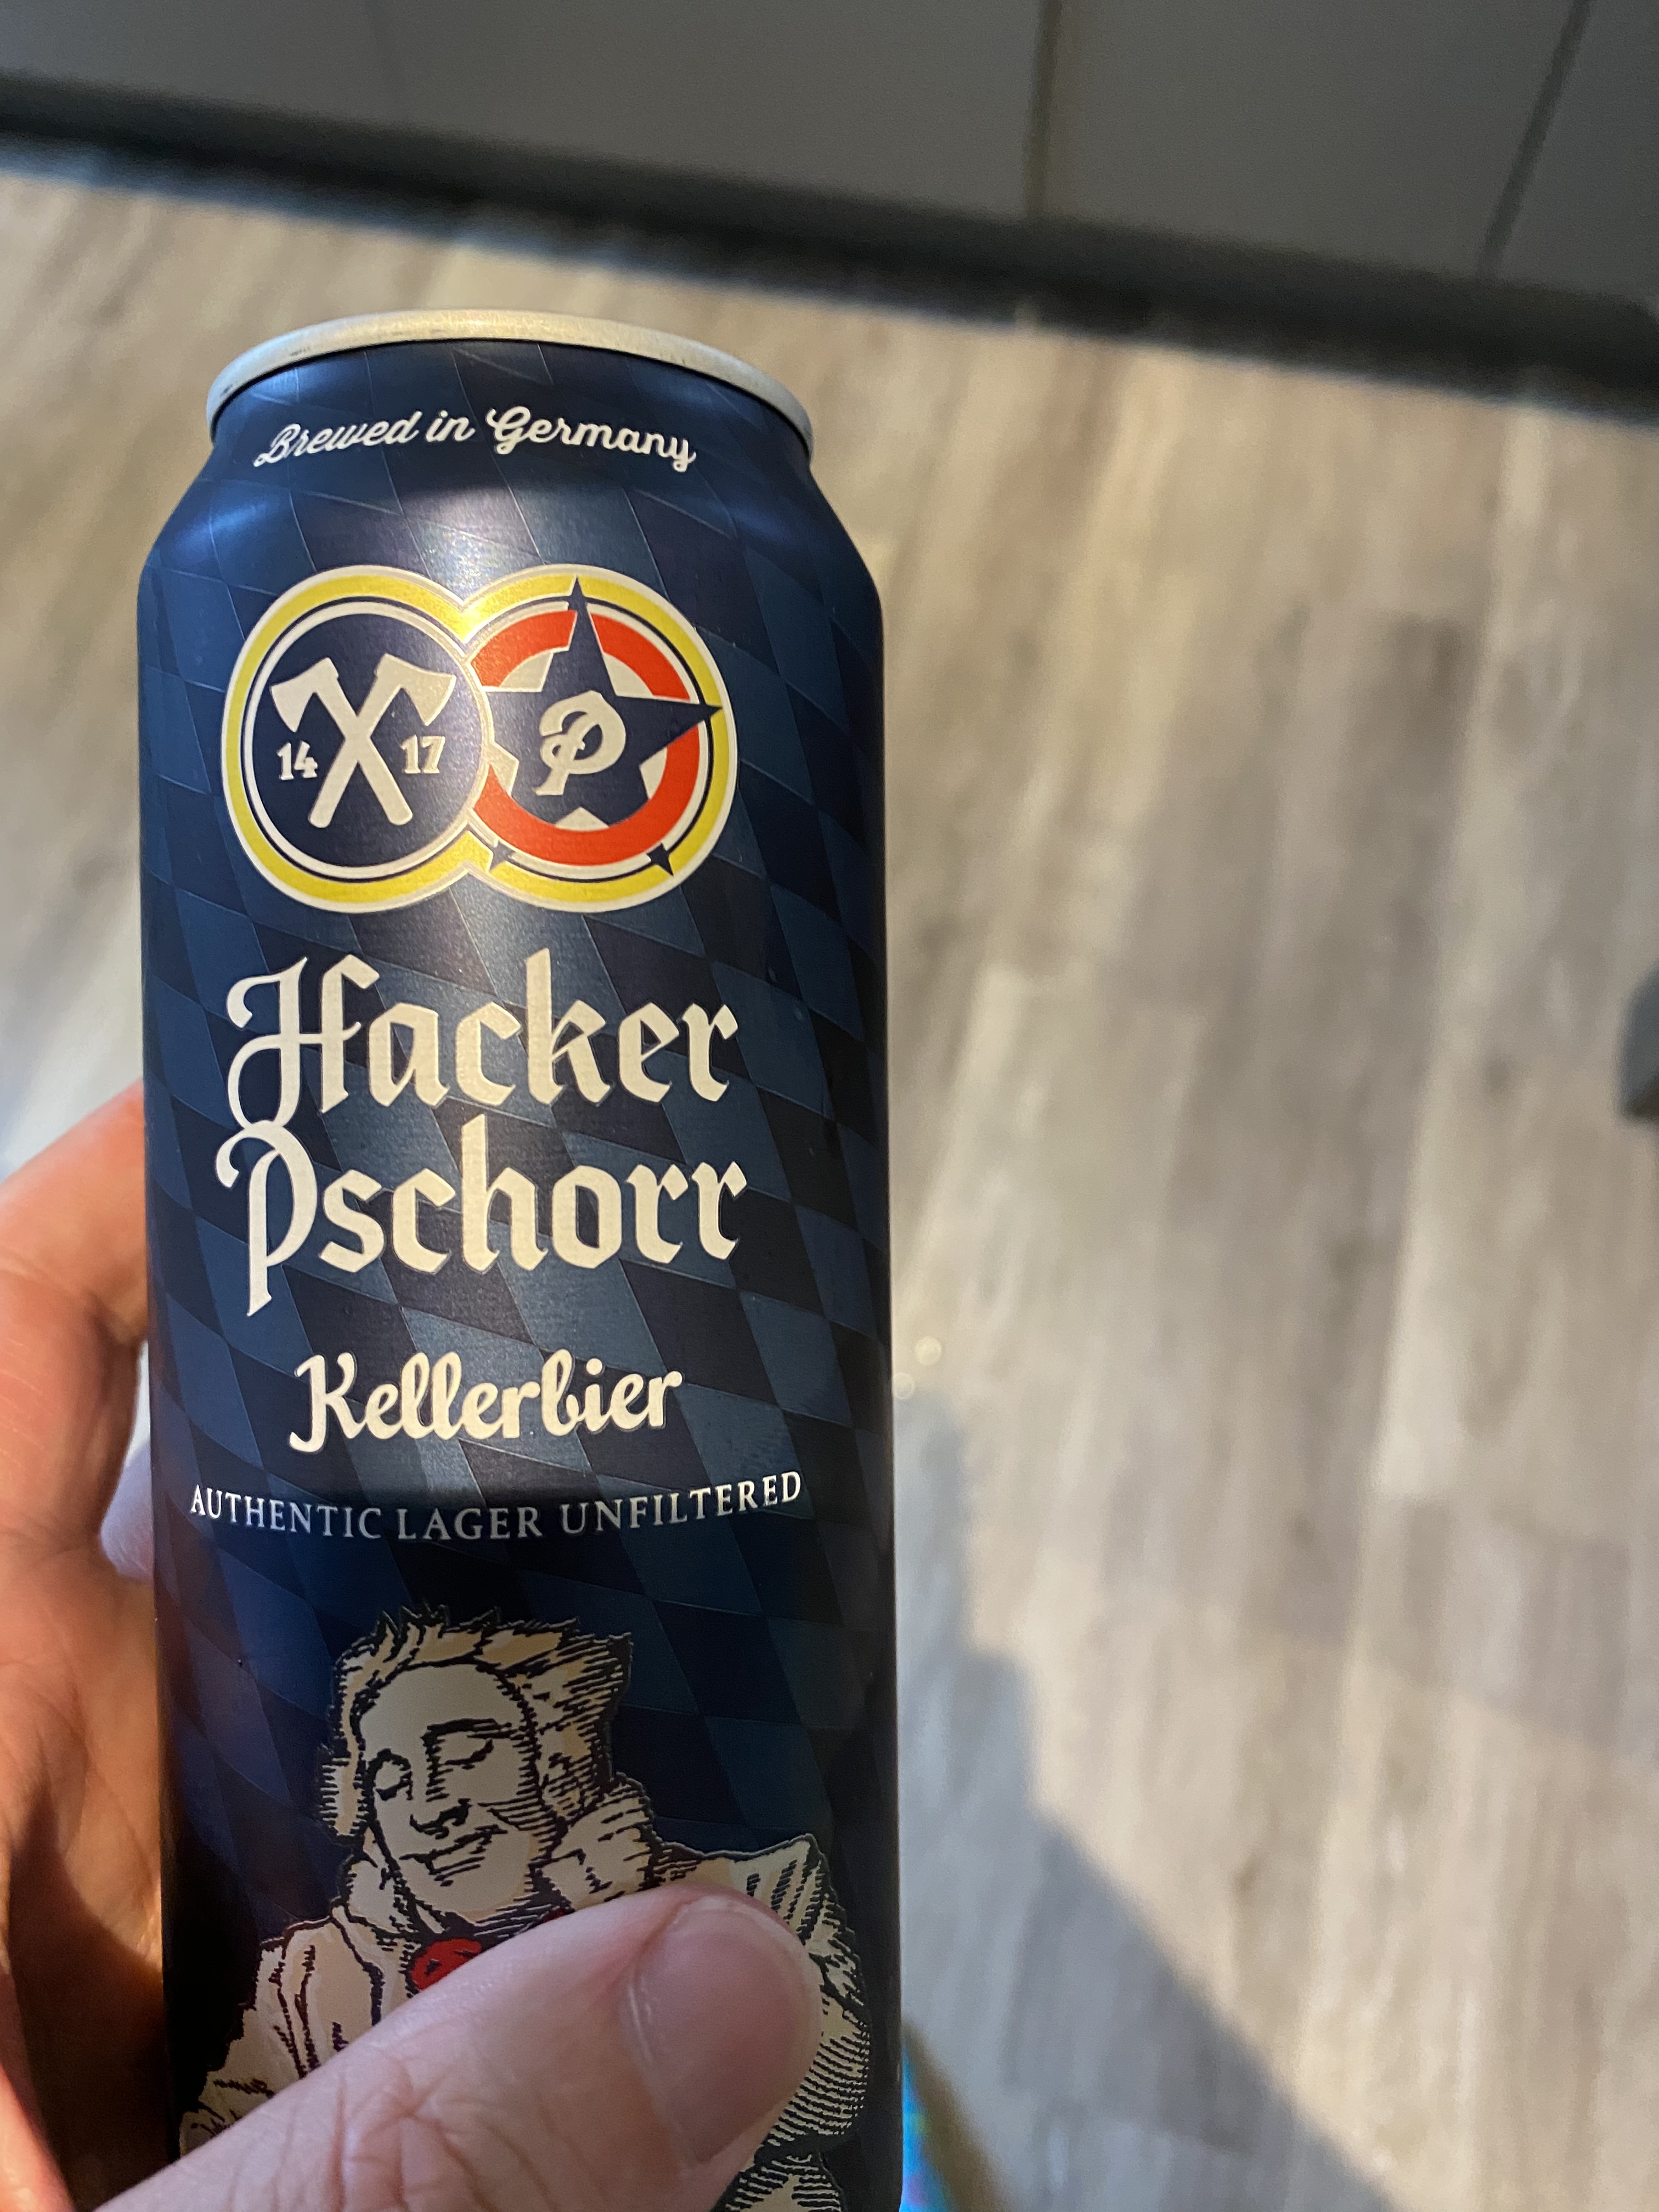 Brewed in Germany
14 17
P
Hacker
Pschorr
Kellerbier
AUTHENTIC LAGER UNFILTERED